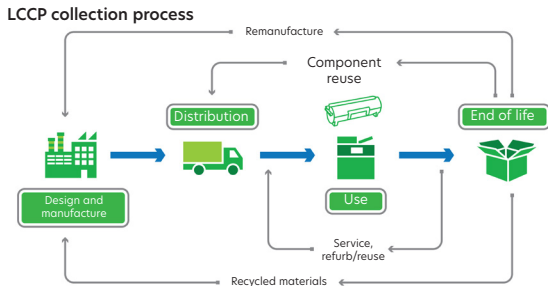 LCCP collection process
Remanufacture
Component
reuse
Distribution
End of life
Design and
manufacture
Use
Service,
refurb/reuse
Recycled materials